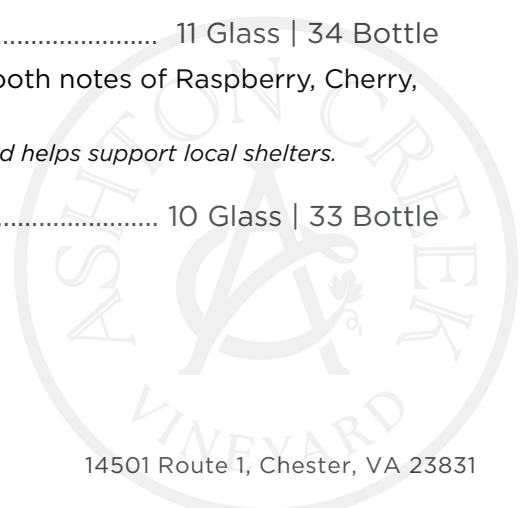 ........................ 11 Glass | 34 Bottle
ooth notes of Raspberry, Cherry,
d helps support local shelters.
........................ 10 Glass | 33 Bottle
ASHTON CREEK
VINEYARD
14501 Route 1, Chester, VA 23831